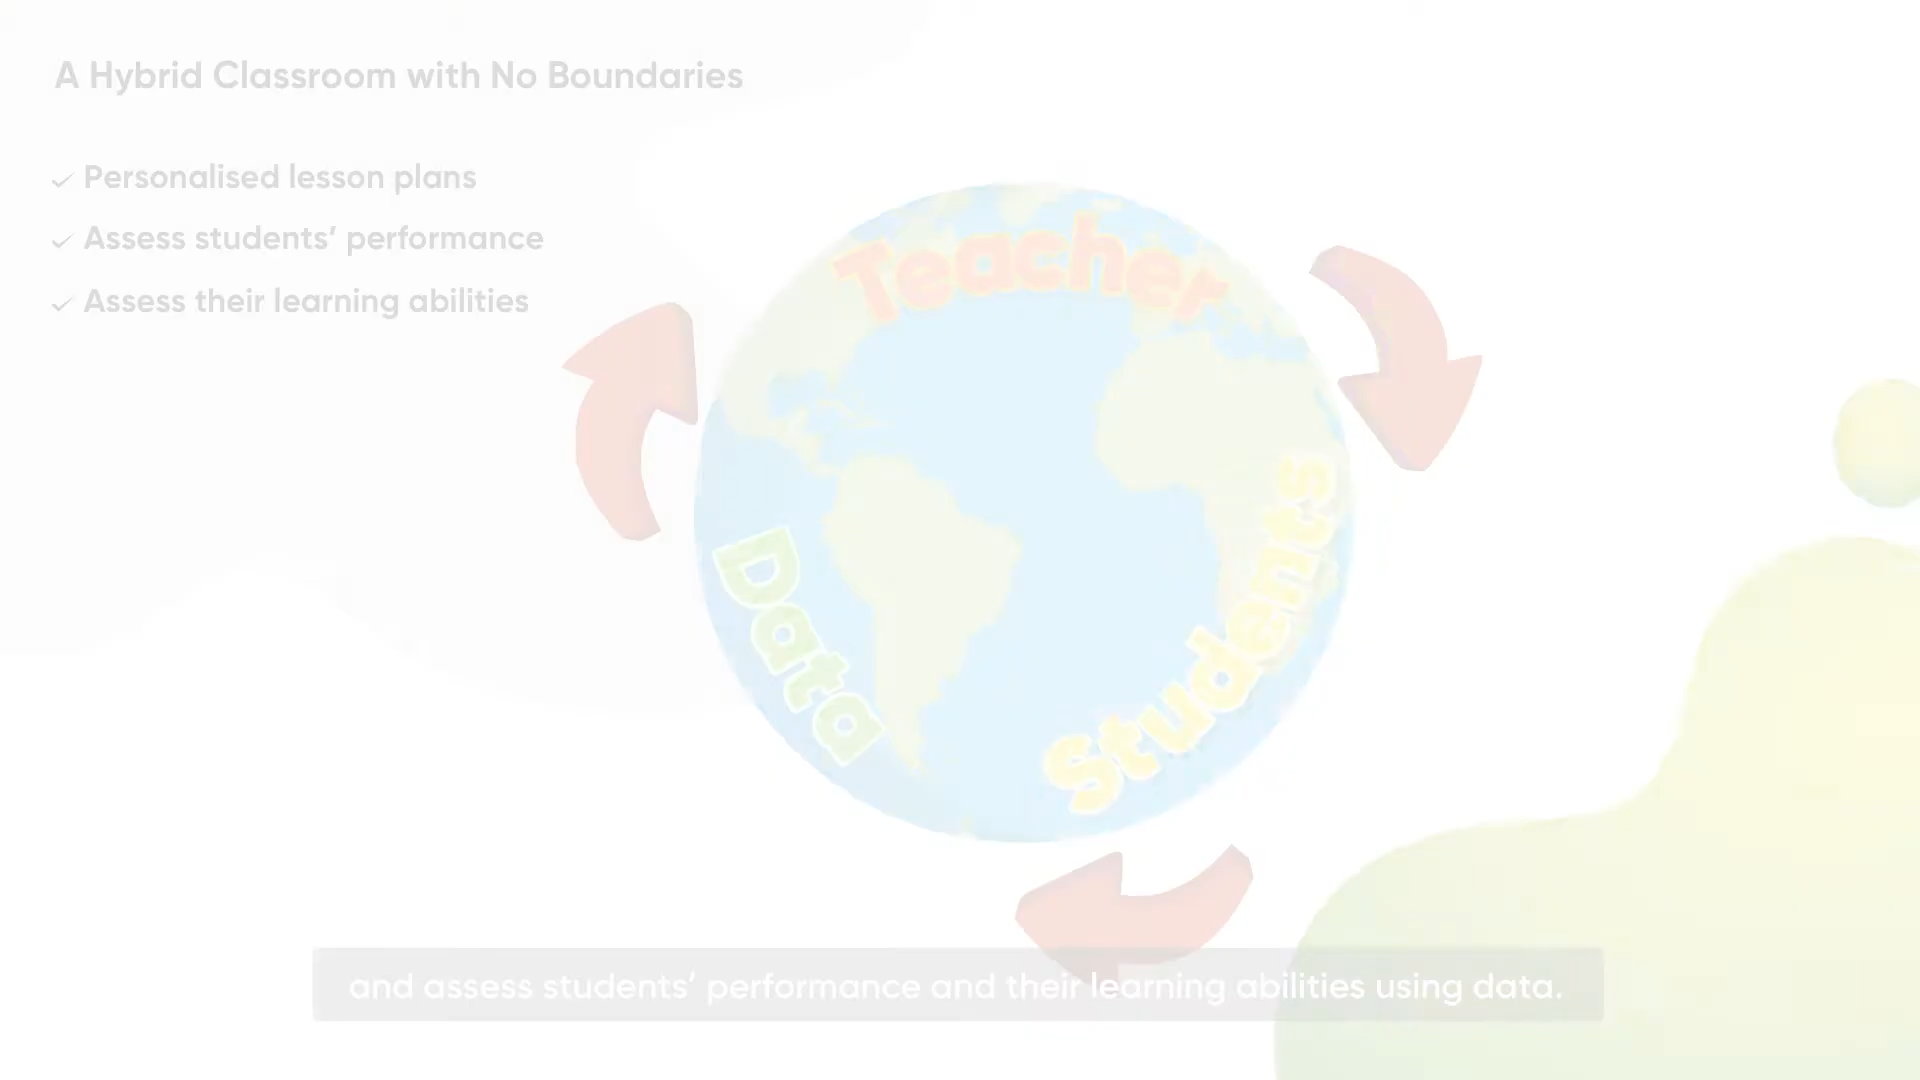 A Hybrid Classroom with No Boundaries
Personalised lesson plans
Assess students’ performance
Assess their learning abilities
Teacher
Students
Data
and assess students’ performance and their learning abilities using data.